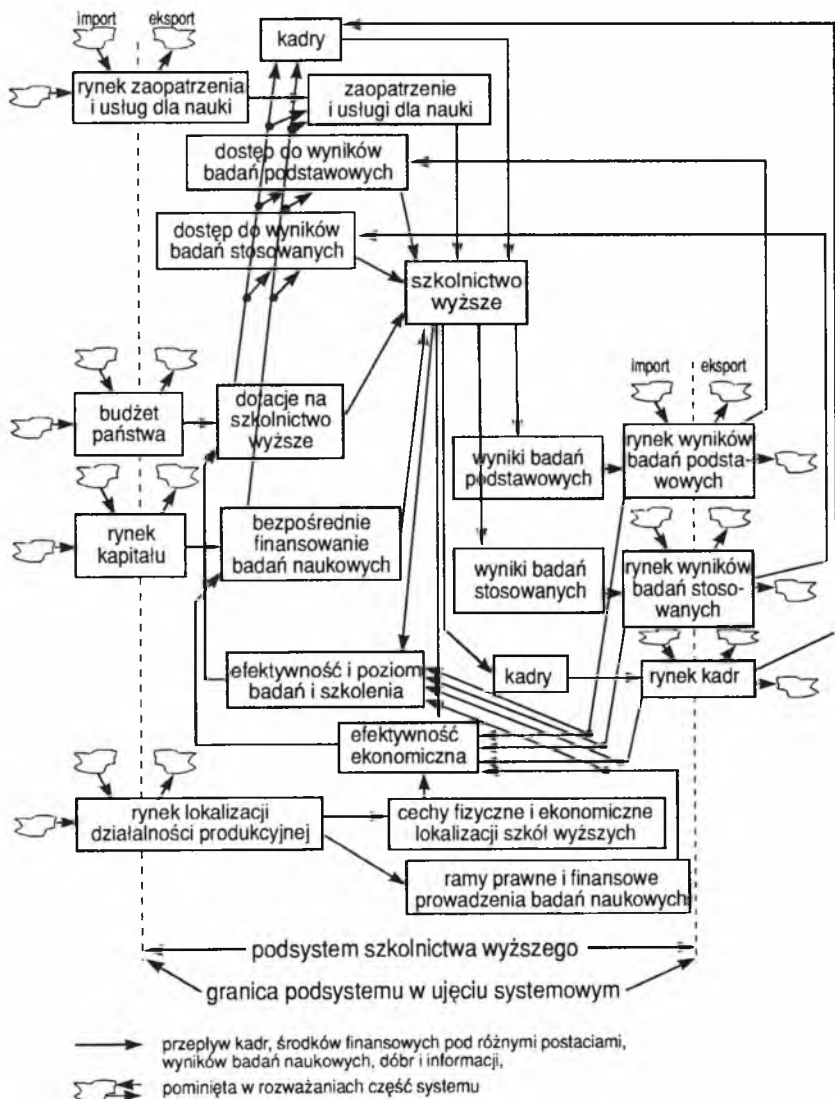 import eksport
kadry
rynek zaopatrzenia
i usług dla nauki
zaopatrzenie
i usługi dla nauki
dostęp do wyników
badań podstawowych
dostęp do wyników
badań stosowanych
szkolnictwo
wyższe
import eksport
budżet
państwa
dotacje na
szkolnictwo
wyższe
wyniki badań
podstawowych
rynek wyników
badań podsta-
wowych
rynek
kapitału
bezpośrednie
finansowanie
badań naukowych
wyniki badań
stosowanych
rynek wyników
badań stoso-
wanych
efektywność i poziom
badań i szkolenia
kadry
rynek kadr
efektywność
ekonomiczna
rynek lokalizacji
działalności produkcyjnej
cechy fizyczne i ekonomiczne
lokalizacji szkół wyższych
ramy prawne i finansowe
prowadzenia badań naukowych
podsystem szkolnictwa wyższego
granica podsystemu w ujęciu systemowym
przepływ kadr, środków finansowych pod różnymi postaciami,
wyników badań naukowych, dóbr i informacji,
pominięta w rozważaniach część systemu